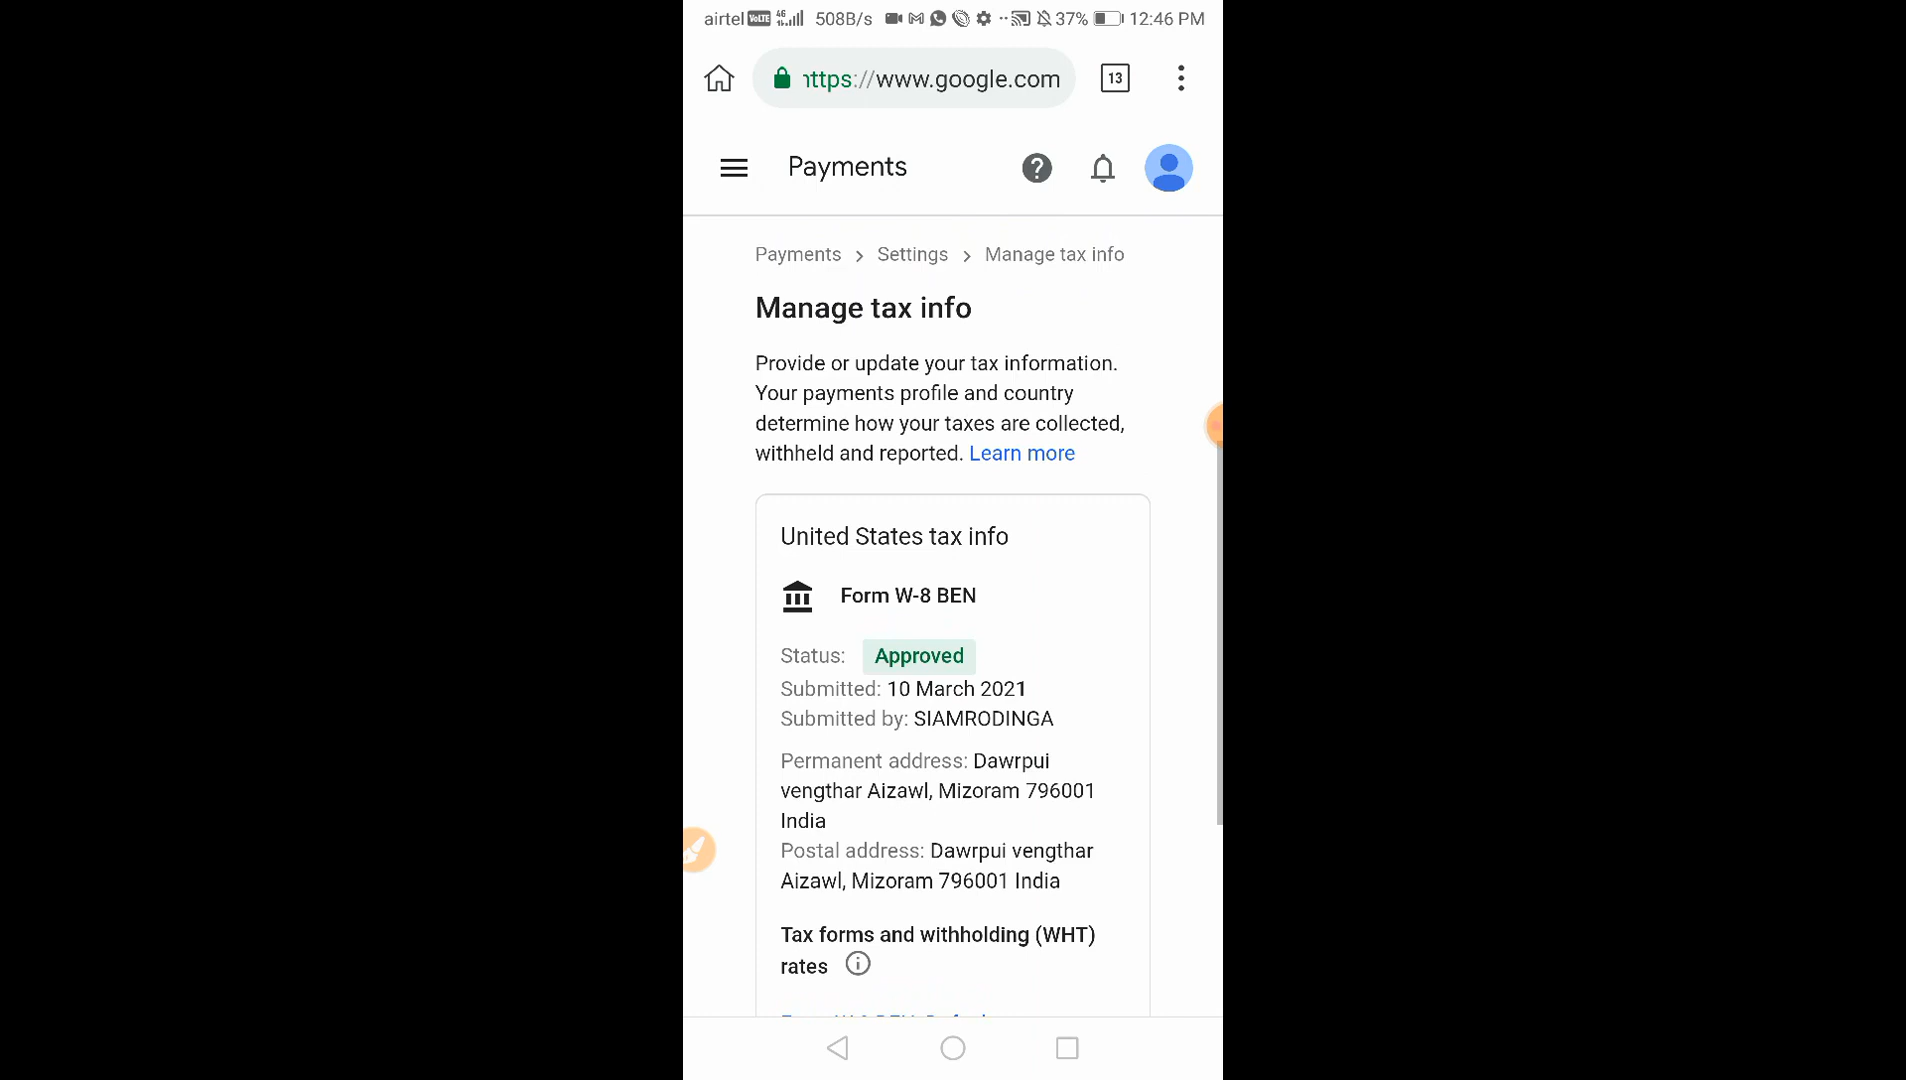 airtel VoLTE 4G 508B/s 37% 12:46 PM
ttps://www.google.com 13
Payments
Payments > Settings > Manage tax info
Manage tax info
Provide or update your tax information.
Your payments profile and country
determine how your taxes are collected,
withheld and reported. Learn more
United States tax info
Form W-8 BEN
Status: Approved
Submitted: 10 March 2021
Submitted by: SIAMRODINGA
Permanent address: Dawrpui
vengthar Aizawl, Mizoram 796001
India
Postal address: Dawrpui vengthar
Aizawl, Mizoram 796001 India
Tax forms and withholding (WHT)
rates